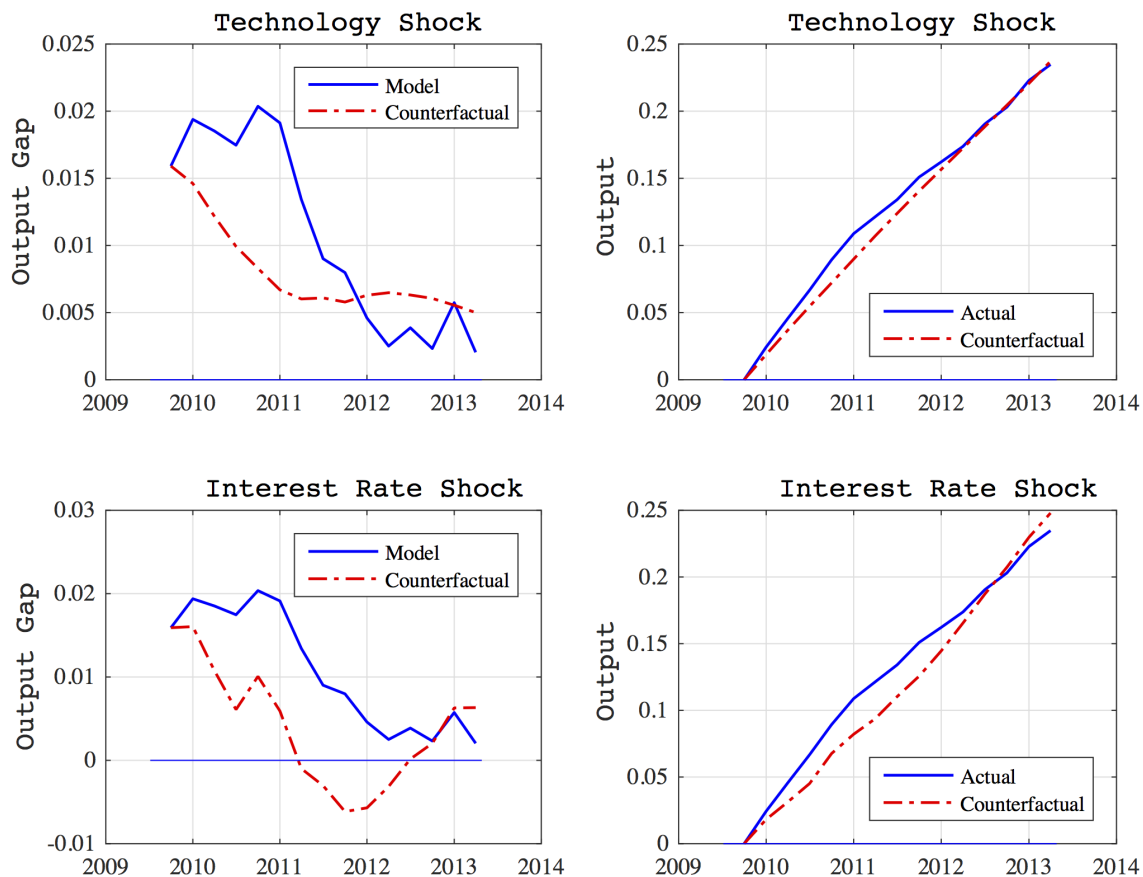 Technology Shock
Output Gap
0.025
0.02
0.015
0.01
0.005
0
2009 2010 2011 2012 2013 2014
Model
Counterfactual
Technology Shock
Output
0.25
0.2
0.15
0.1
0.05
0
2009 2010 2011 2012 2013 2014
Actual
Counterfactual
Interest Rate Shock
Output Gap
0.03
0.02
0.01
0
-0.01
2009 2010 2011 2012 2013 2014
Model
Counterfactual
Interest Rate Shock
Output
0.25
0.2
0.15
0.1
0.05
0
2009 2010 2011 2012 2013 2014
Actual
Counterfactual